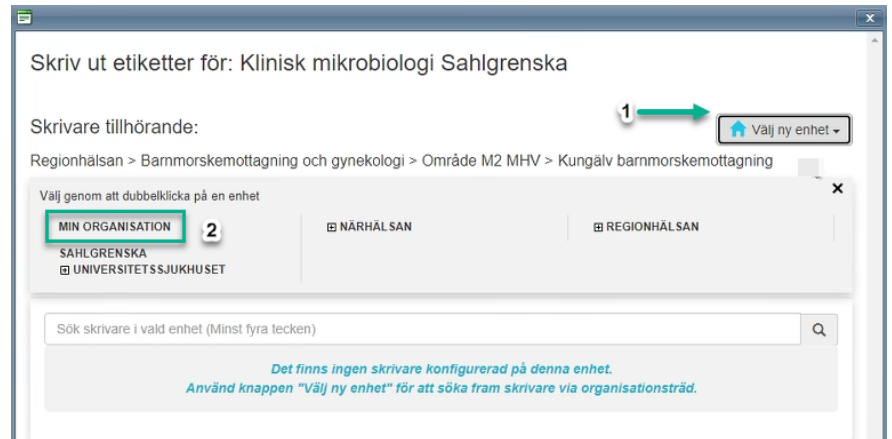 Skriv ut etiketter för: Klinisk mikrobiologi Sahlgrenska
1
Skrivare tillhörande:
Välj ny enhet
Regionhälsan > Barnmorskemottagning och gynekologi > Område M2 MHV > Kungälv barnmorskemottagning
Välj genom att dubbelklicka på en enhet
MIN ORGANISATION
2
NÄRHÄLSAN
REGIONHÄLSAN
SAHLGRENSKA
UNIVERSITETSSJUKHUSET
Sök skrivare i vald enhet (Minst fyra tecken)
Det finns ingen skrivare konfigurerad på denna enhet.
Använd knappen "Välj ny enhet" för att söka fram skrivare via organisationsträd.